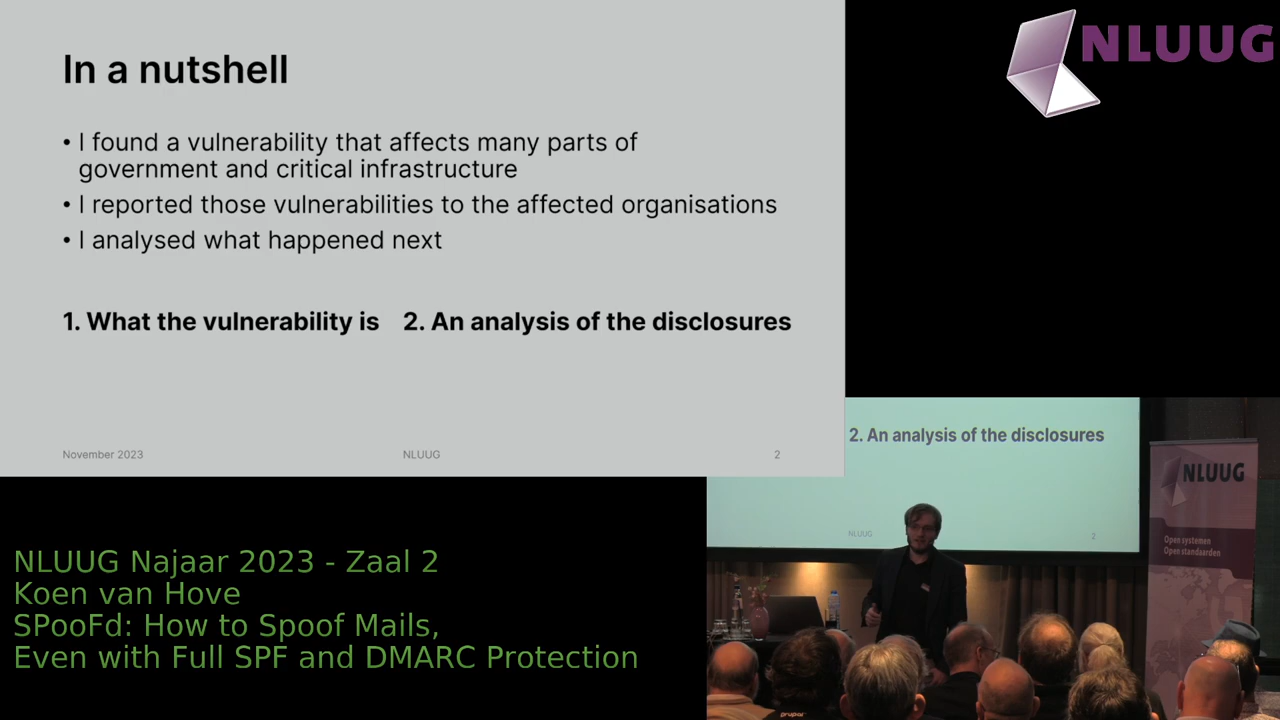 In a nutshell
• I found a vulnerability that affects many parts of
government and critical infrastructure
• I reported those vulnerabilities to the affected organisations
• I analysed what happened next
1. What the vulnerability is 2. An analysis of the disclosures
November 2023 NLUUG 2
NLUUG
2. An analysis of the disclosures
NLUUG 2
NLUUG
Open systemen
Open standaarden
drupal
NLUUG Najaar 2023 - Zaal 2
Koen van Hove
SPooFd: How to Spoof Mails,
Even with Full SPF and DMARC Protection